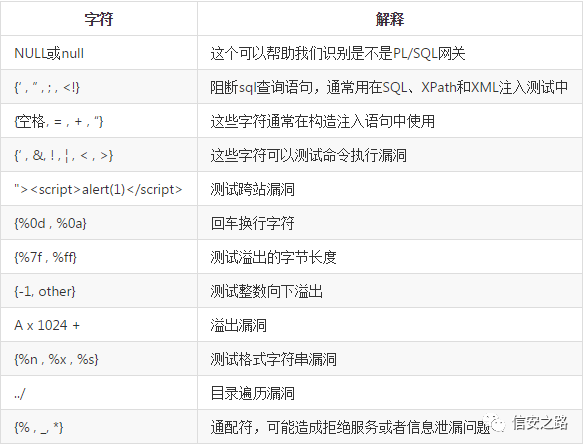 字符 解释
NULL或null 这个可以帮助我们识别是不是PL/SQL网关
{' , " , ; , <!} 阻断sql查询语句，通常用在SQL、XPath和XML注入测试中
{空格, = , + , "} 这些字符通常在构造注入语句中使用
{' , &, ! , ¦ , < , >} 这些字符可以测试命令执行漏洞
"><script>alert(1)</script> 测试跨站漏洞
{%0d , %0a} 回车换行字符
{%7f , %ff} 测试溢出的字节长度
{-1, other} 测试整数向下溢出
A x 1024 + 溢出漏洞
{%n , %x , %s} 测试格式字符串漏洞
../ 目录遍历漏洞
{% , _, *} 通配符，可能造成拒绝服务或者信息泄漏问题
信安之路